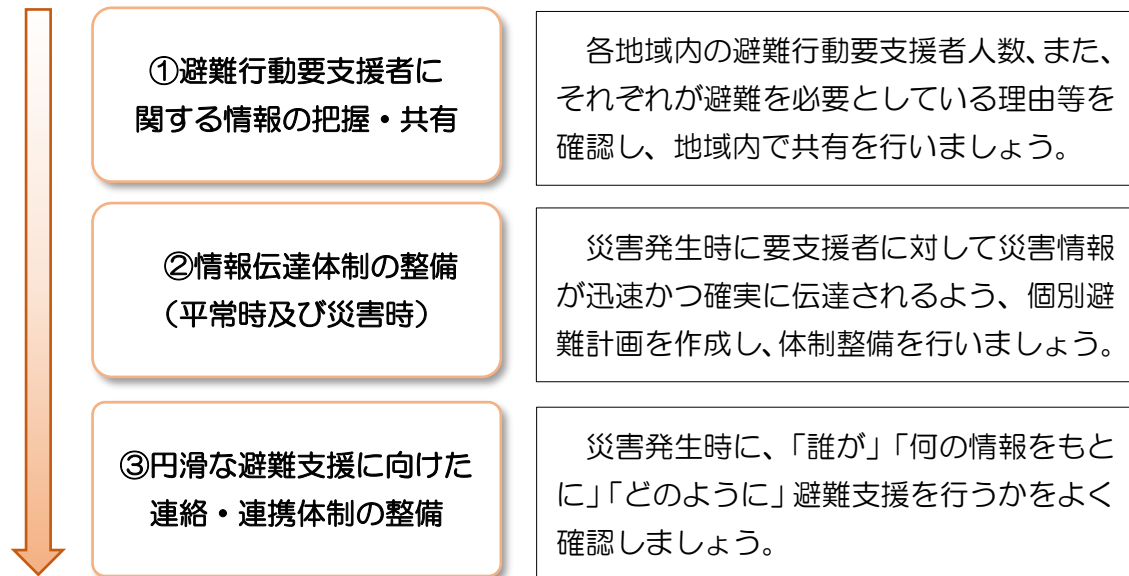 ①避難行動要支援者に
関する情報の把握・共有
各地域内の避難行動要支援者人数、また、
それぞれが避難を必要としている理由等を
確認し、地域内で共有を行いましょう。
②情報伝達体制の整備
（平常時及び災害時）
災害発生時に要支援者に対して災害情報
が迅速かつ確実に伝達されるよう、個別避
難計画を作成し、体制整備を行いましょう。
③円滑な避難支援に向けた
連絡・連携体制の整備
災害発生時に、「誰が」「何の情報をもと
に」「どのように」避難支援を行うかをよく
確認しましょう。